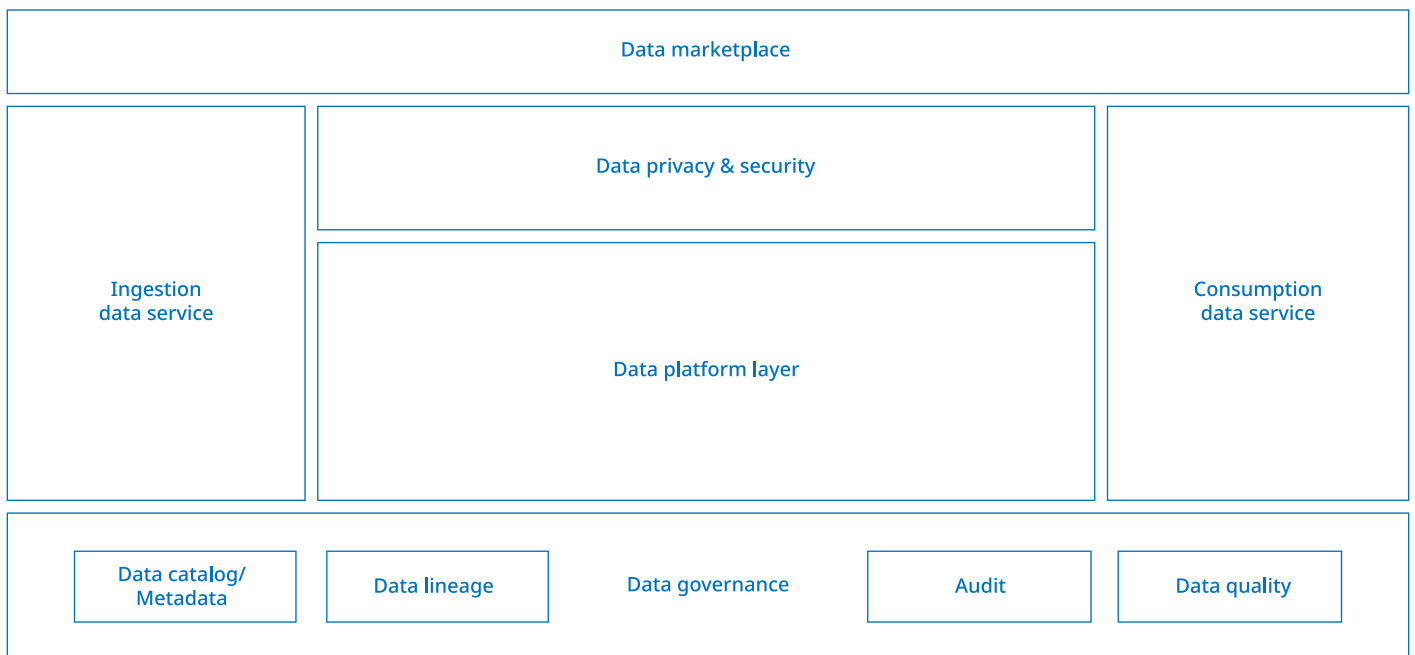 Data marketplace
Data privacy & security
Ingestion
data service
Consumption
data service
Data platform layer
Data catalog/
Metadata
Data lineage
Data governance
Audit
Data quality